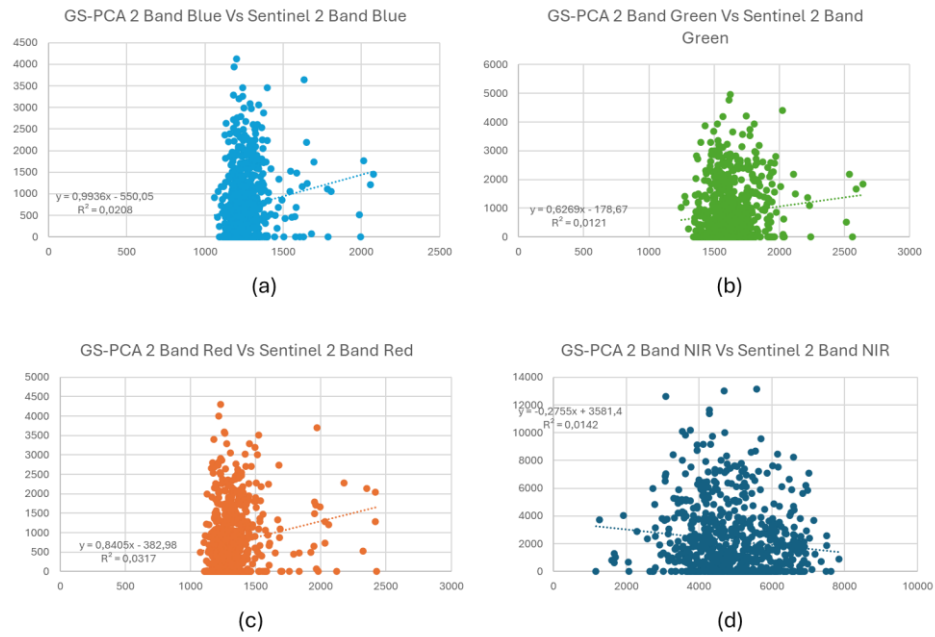 GS-PCA 2 Band Blue Vs Sentinel 2 Band Blue
4500
4000
3500
3000
2500
2000
1500
1000
500
0
y = 0,9936x - 550,05
R² = 0,0208
0 500 1000 1500 2000 2500
(a)
GS-PCA 2 Band Green Vs Sentinel 2 Band
Green
6000
5000
4000
3000
2000
1000
0
y = 0,6269x - 178,67
R² = 0,0121
0 500 1000 1500 2000 2500 3000
(b)
GS-PCA 2 Band Red Vs Sentinel 2 Band Red
5000
4500
4000
3500
3000
2500
2000
1500
1000
500
0
y = 0,8405x - 382,98
R² = 0,0317
0 500 1000 1500 2000 2500 3000
(c)
GS-PCA 2 Band NIR Vs Sentinel 2 Band NIR
14000
12000
10000
8000
6000
4000
2000
0
y = -0,2755x + 3581,4
R² = 0,0142
0 2000 4000 6000 8000 10000
(d)